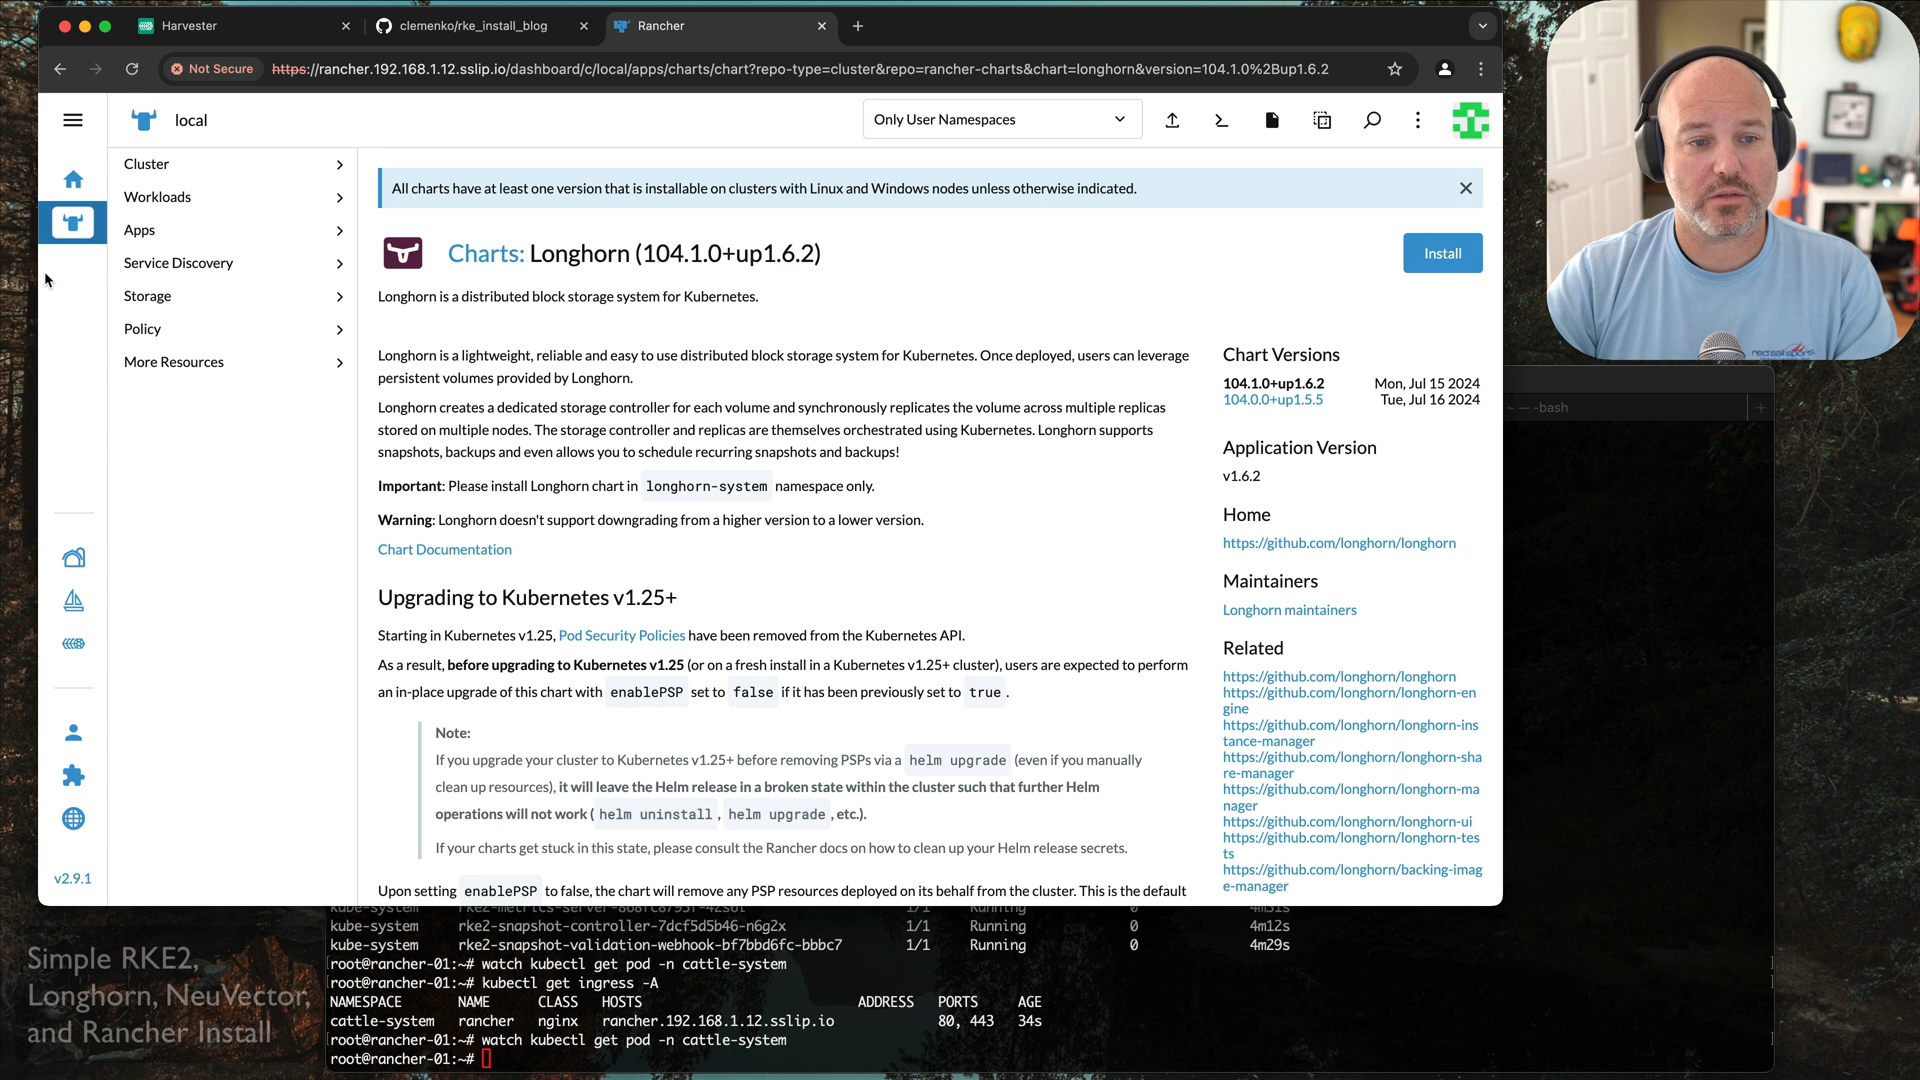 Harvester
clemenko/rke_install_blog
Rancher
Not Secure
https://rancher.192.168.1.12.sslip.io/dashboard/c/local/apps/charts/chart?repo-type=cluster&repo=rancher-charts&chart=longhorn&version=104.1.0%2Bup1.6.2
local
Only User Namespaces
Cluster
Workloads
Apps
Service Discovery
Storage
Policy
More Resources
v2.9.1
All charts have at least one version that is installable on clusters with Linux and Windows nodes unless otherwise indicated.
Charts: Longhorn (104.1.0+up1.6.2)
Install
Longhorn is a distributed block storage system for Kubernetes.
Longhorn is a lightweight, reliable and easy to use distributed block storage system for Kubernetes. Once deployed, users can leverage
persistent volumes provided by Longhorn.
Longhorn creates a dedicated storage controller for each volume and synchronously replicates the volume across multiple replicas
stored on multiple nodes. The storage controller and replicas are themselves orchestrated using Kubernetes. Longhorn supports
snapshots, backups and even allows you to schedule recurring snapshots and backups!
Important: Please install Longhorn chart in longhorn-system namespace only.
Warning: Longhorn doesn't support downgrading from a higher version to a lower version.
Chart Documentation
Upgrading to Kubernetes v1.25+
Starting in Kubernetes v1.25, Pod Security Policies have been removed from the Kubernetes API.
As a result, before upgrading to Kubernetes v1.25 (or on a fresh install in a Kubernetes v1.25+ cluster), users are expected to perform
an in-place upgrade of this chart with enablePSP set to false if it has been previously set to true.
Note:
If you upgrade your cluster to Kubernetes v1.25+ before removing PSPs via a helm upgrade (even if you manually
clean up resources), it will leave the Helm release in a broken state within the cluster such that further Helm
operations will not work (helm uninstall, helm upgrade, etc.).
If your charts get stuck in this state, please consult the Rancher docs on how to clean up your Helm release secrets.
Upon setting enablePSP to false, the chart will remove any PSP resources deployed on its behalf from the cluster. This is the default
Chart Versions
104.1.0+up1.6.2 Mon, Jul 15 2024
104.0.0+up1.5.5 Tue, Jul 16 2024
Application Version
v1.6.2
Home
https://github.com/longhorn/longhorn
Maintainers
Longhorn maintainers
Related
https://github.com/longhorn/longhorn
https://github.com/longhorn/longhorn-en
gine
https://github.com/longhorn/longhorn-ins
tance-manager
https://github.com/longhorn/longhorn-sha
re-manager
https://github.com/longhorn/longhorn-ma
nager
https://github.com/longhorn/longhorn-ui
https://github.com/longhorn/longhorn-tes
ts
https://github.com/longhorn/backing-imag
e-manager
~ — -bash
kube-system rke2-snapshot-controller-7dcf5d5b46-n6g2x 1/1 Running 0 4m12s
kube-system rke2-snapshot-validation-webhook-bf7bbd6fc-bbbc7 1/1 Running 0 4m29s
root@rancher-01:~# watch kubectl get pod -n cattle-system
root@rancher-01:~# kubectl get ingress -A
NAMESPACE NAME CLASS HOSTS ADDRESS PORTS AGE
cattle-system rancher nginx rancher.192.168.1.12.sslip.io 80, 443 34s
root@rancher-01:~# watch kubectl get pod -n cattle-system
root@rancher-01:~#
Simple RKE2,
Longhorn, NeuVector,
and Rancher Install